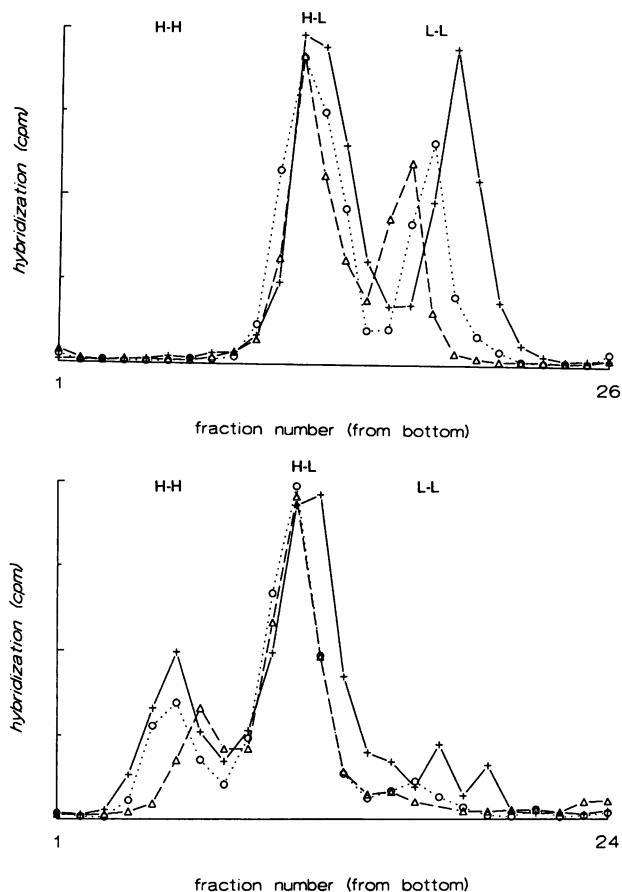 H-H H-L L-L
hybridization (cpm)
1 26
fraction number (from bottom)
H-H H-L L-L
hybridization (cpm)
1 24
fraction number (from bottom)